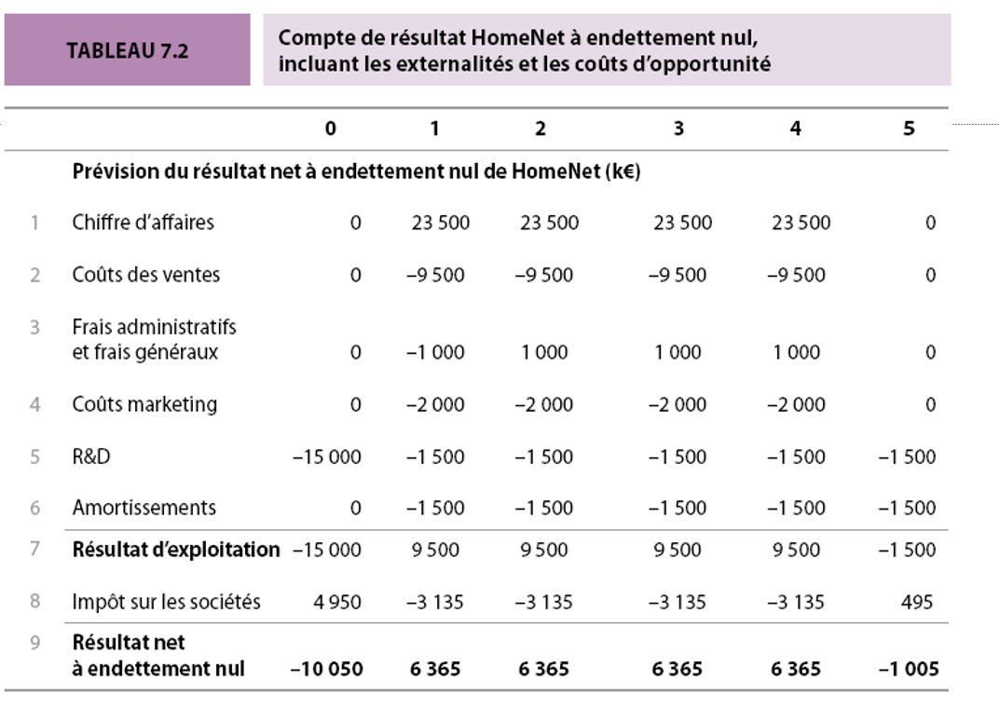 TABLEAU 7.2
Compte de résultat HomeNet à endettement nul,
incluant les externalités et les coûts d’opportunité
0 1 2 3 4 5
Prévision du résultat net à endettement nul de HomeNet (k€)
1 Chiffre d’affaires 0 23 500 23 500 23 500 23 500 0
2 Coûts des ventes 0 –9 500 –9 500 –9 500 –9 500 0
3 Frais administratifs
et frais généraux 0 –1 000 1 000 1 000 1 000 0
4 Coûts marketing 0 –2 000 –2 000 –2 000 –2 000 0
5 R&D –15 000 –1 500 –1 500 –1 500 –1 500 –1 500
6 Amortissements 0 –1 500 –1 500 –1 500 –1 500 –1 500
7 Résultat d’exploitation –15 000 9 500 9 500 9 500 9 500 –1 500
8 Impôt sur les sociétés 4 950 –3 135 –3 135 –3 135 –3 135 495
9 Résultat net
à endettement nul –10 050 6 365 6 365 6 365 6 365 –1 005